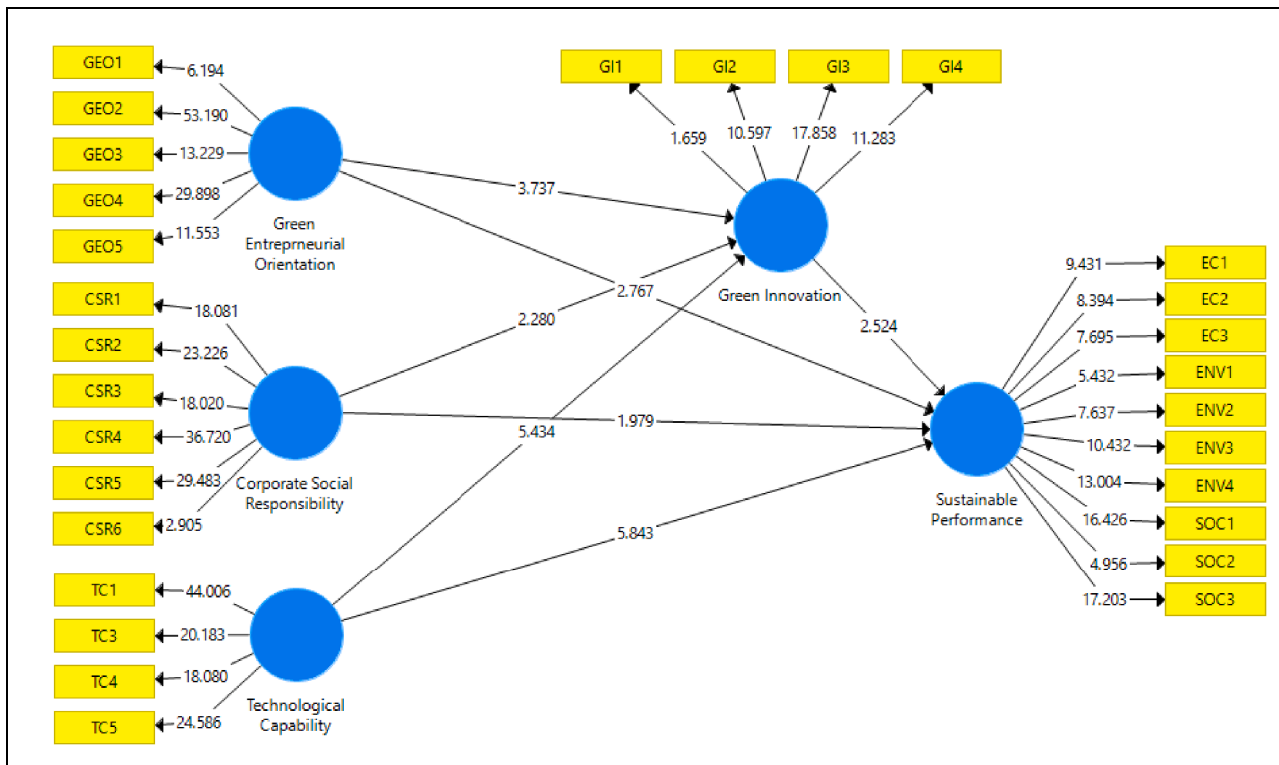 GEO1
GEO2
GEO3
GEO4
GEO5
6.194
53.190
13.229
29.898
11.553
Green
Entreprneurial
Orientation
CSR1
CSR2
CSR3
CSR4
CSR5
CSR6
18.081
23.226
18.020
36.720
29.483
2.905
Corporate Social
Responsibility
TC1
TC3
TC4
TC5
44.006
20.183
18.080
24.586
Technological
Capability
3.737
2.767
2.280
1.979
5.434
5.843
GI1
GI2
GI3
GI4
1.659
10.597
17.858
11.283
Green Innovation
2.524
Sustainable
Performance
9.431
8.394
7.695
5.432
7.637
10.432
13.004
16.426
4.956
17.203
EC1
EC2
EC3
ENV1
ENV2
ENV3
ENV4
SOC1
SOC2
SOC3